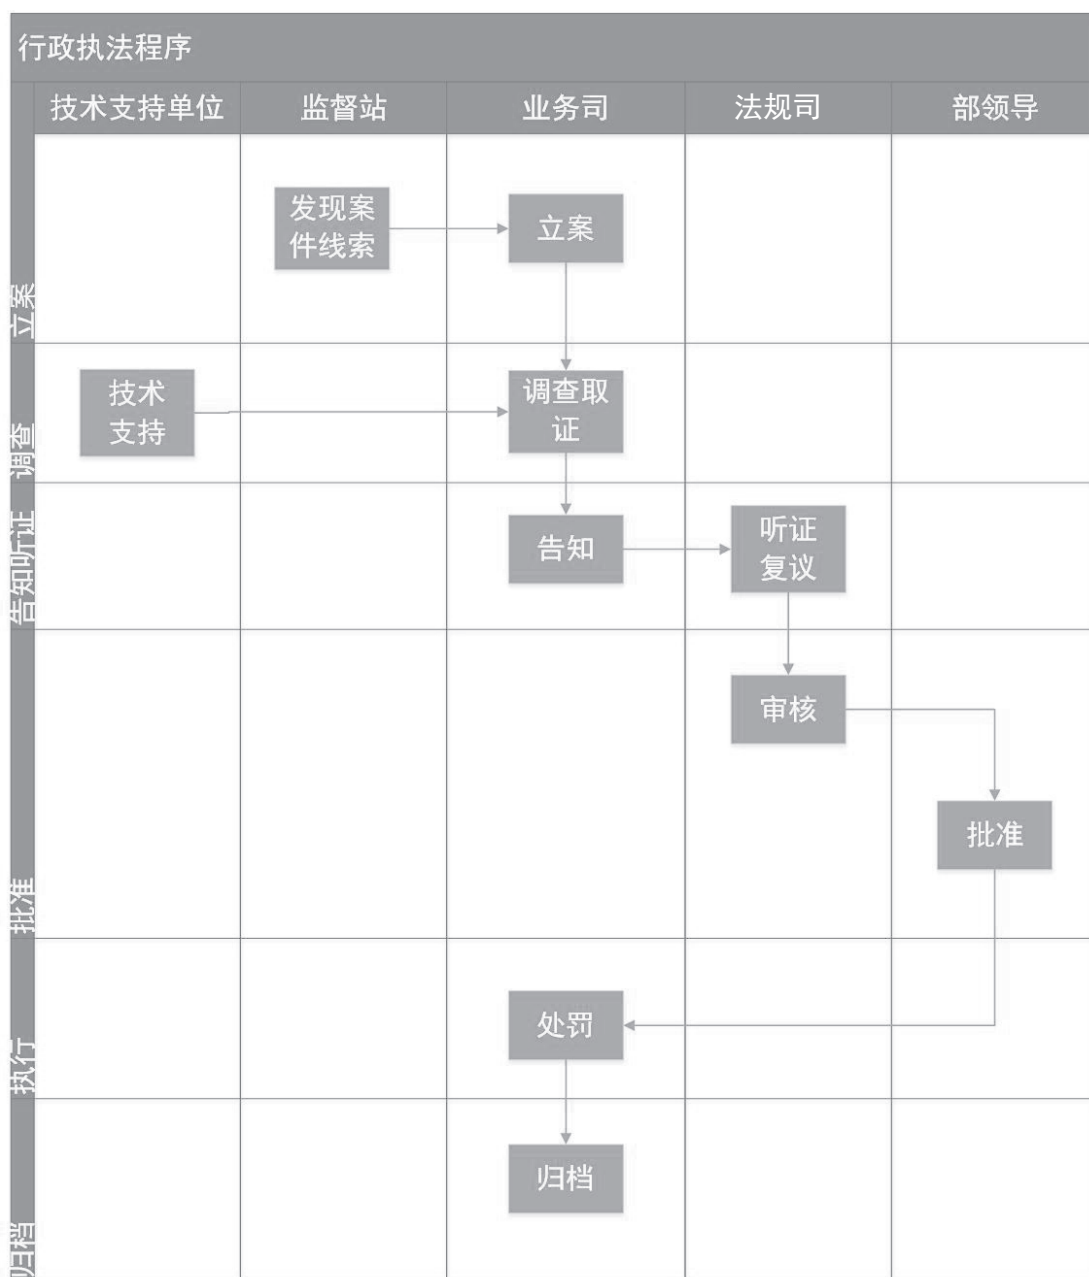 行政执法程序
技术支持单位
监督站
业务司
法规司
部领导
立案
发现案
件线索
立案
调查
技术
支持
调查取
证
告知听证
告知
听证
复议
批准
审核
批准
执行
处罚
归档
归档